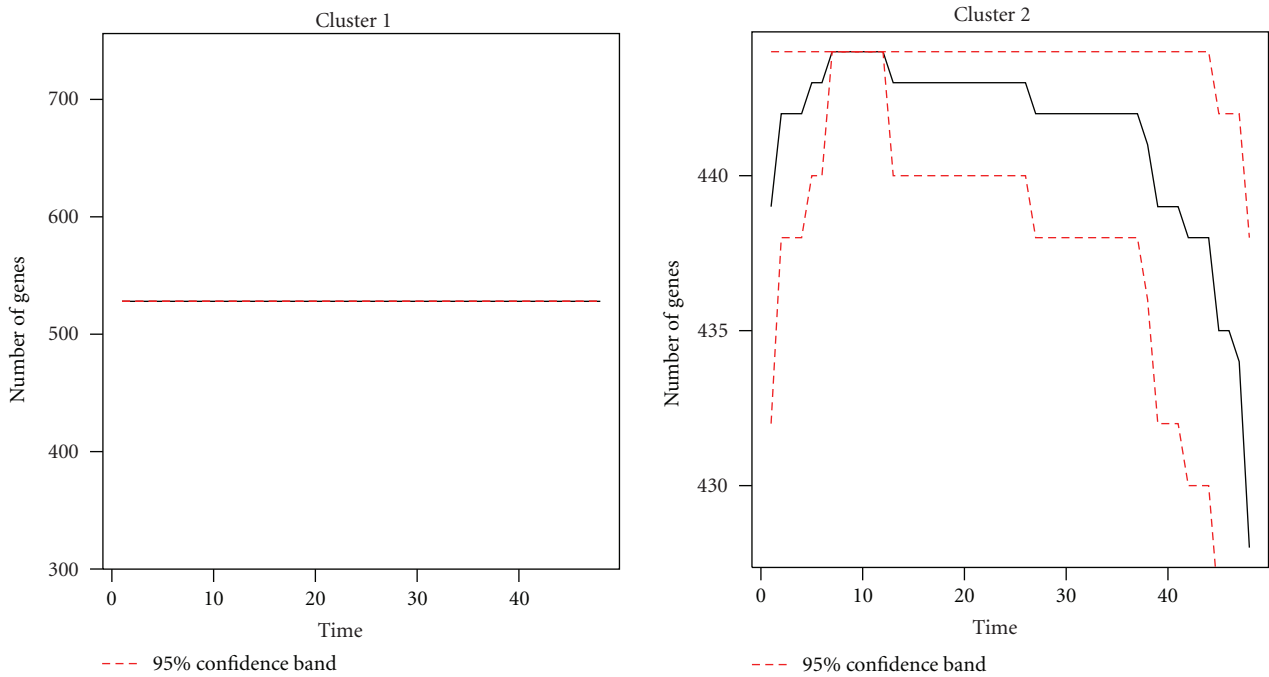 Cluster 1
Number of genes
700
600
500
400
300
0 10 20 30 40
Time
95% confidence band
Cluster 2
Number of genes
440
435
430
0 10 20 30 40
Time
95% confidence band